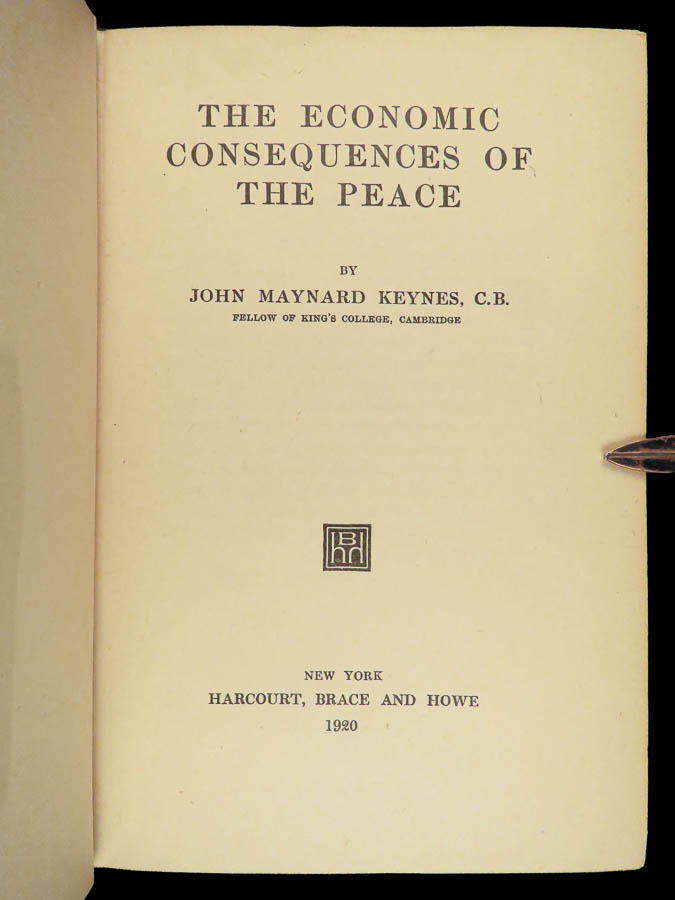 THE ECONOMIC
CONSEQUENCES OF
THE PEACE
BY
JOHN MAYNARD KEYNES, C.B.
FELLOW OF KING'S COLLEGE, CAMBRIDGE
HBH
NEW YORK
HARCOURT, BRACE AND HOWE
1920